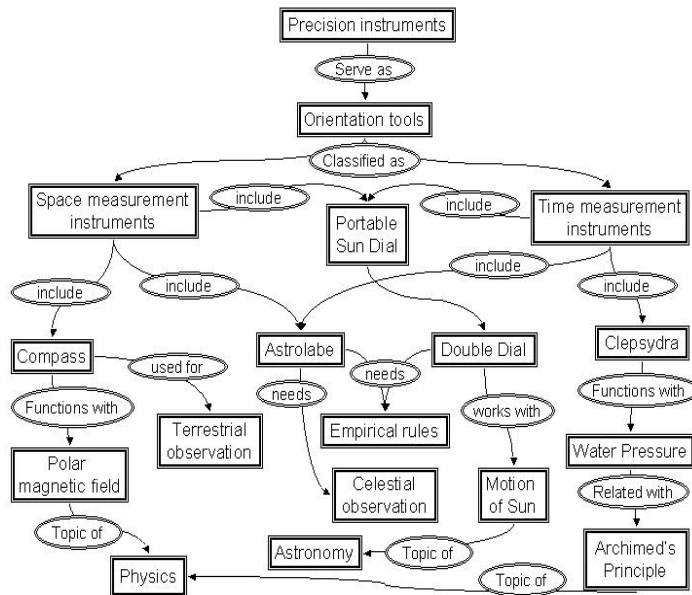 Precision instruments
Serve as
Orientation tools
Classified as
Space measurement
instruments
include
Portable
Sun Dial
include
Time measurement
instruments
include
include
include
include
Compass
used for
Astrolabe
needs
Double Dial
Clepsydra
Functions with
needs
works with
Functions with
Terrestrial
observation
Empirical rules
Water Pressure
Polar
magnetic field
Celestial
observation
Motion
of Sun
Related with
Topic of
Astronomy
Topic of
Archimed's
Principle
Physics
Topic of